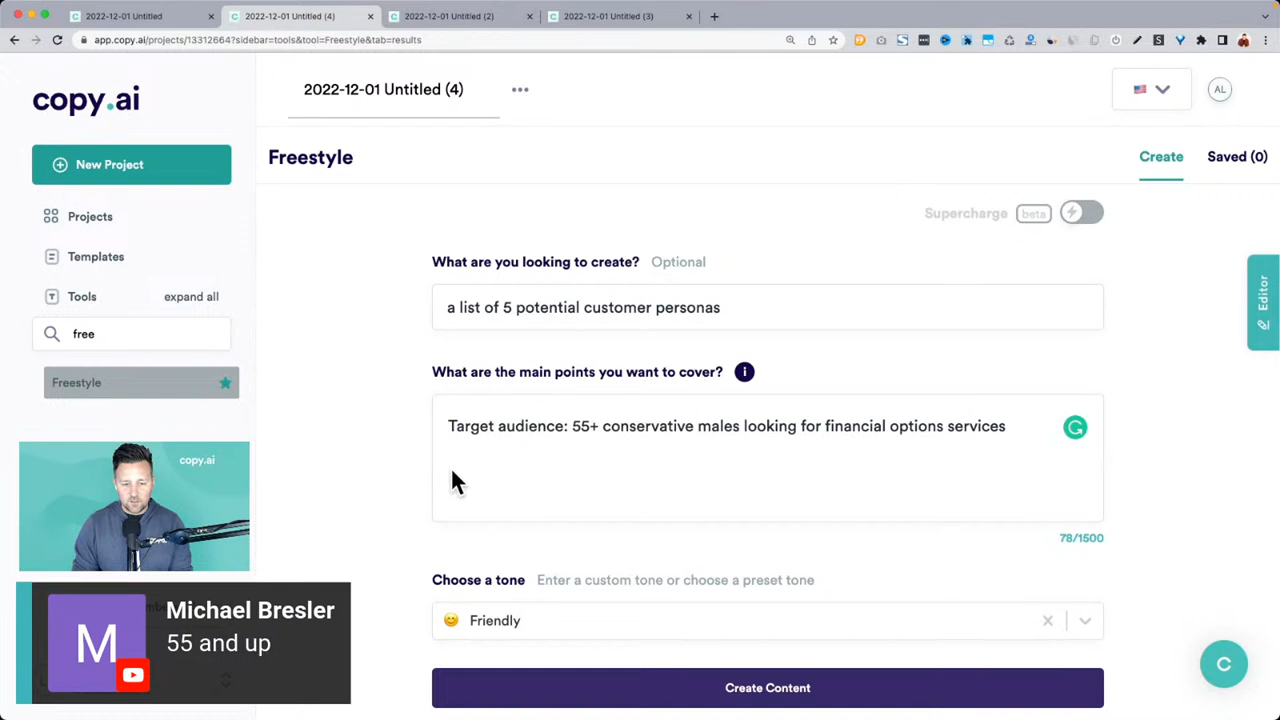 2022-12-01 Untitled
2022-12-01 Untitled (4)
2022-12-01 Untitled (2)
2022-12-01 Untitled (3)
app.copy.ai/projects/13312664?sidebar=tools&tool=Freestyle&tab=results
copy.ai
2022-12-01 Untitled (4)
AL
New Project
Freestyle
Create
Saved (0)
Projects
Supercharge
beta
Templates
What are you looking to create?
Optional
Tools
expand all
a list of 5 potential customer personas
Editor
free
What are the main points you want to cover?
Freestyle
Target audience: 55+ conservative males looking for financial options services
copy.ai
78/1500
Choose a tone
Enter a custom tone or choose a preset tone
M
Michael Bresler
55 and up
Friendly
Create Content